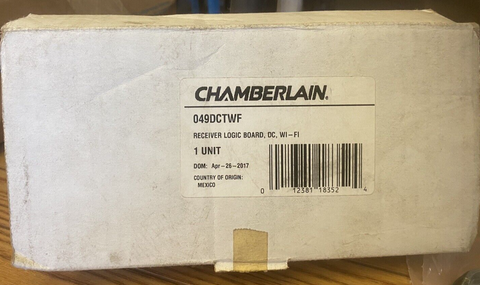 CHAMBERLAIN®
049DCTWF
RECEIVER LOGIC BOARD, DC, WI-FI
1 UNIT
DOM: Apr-26-2017
COUNTRY OF ORIGIN:
MEXICO
0 12381 18352 4